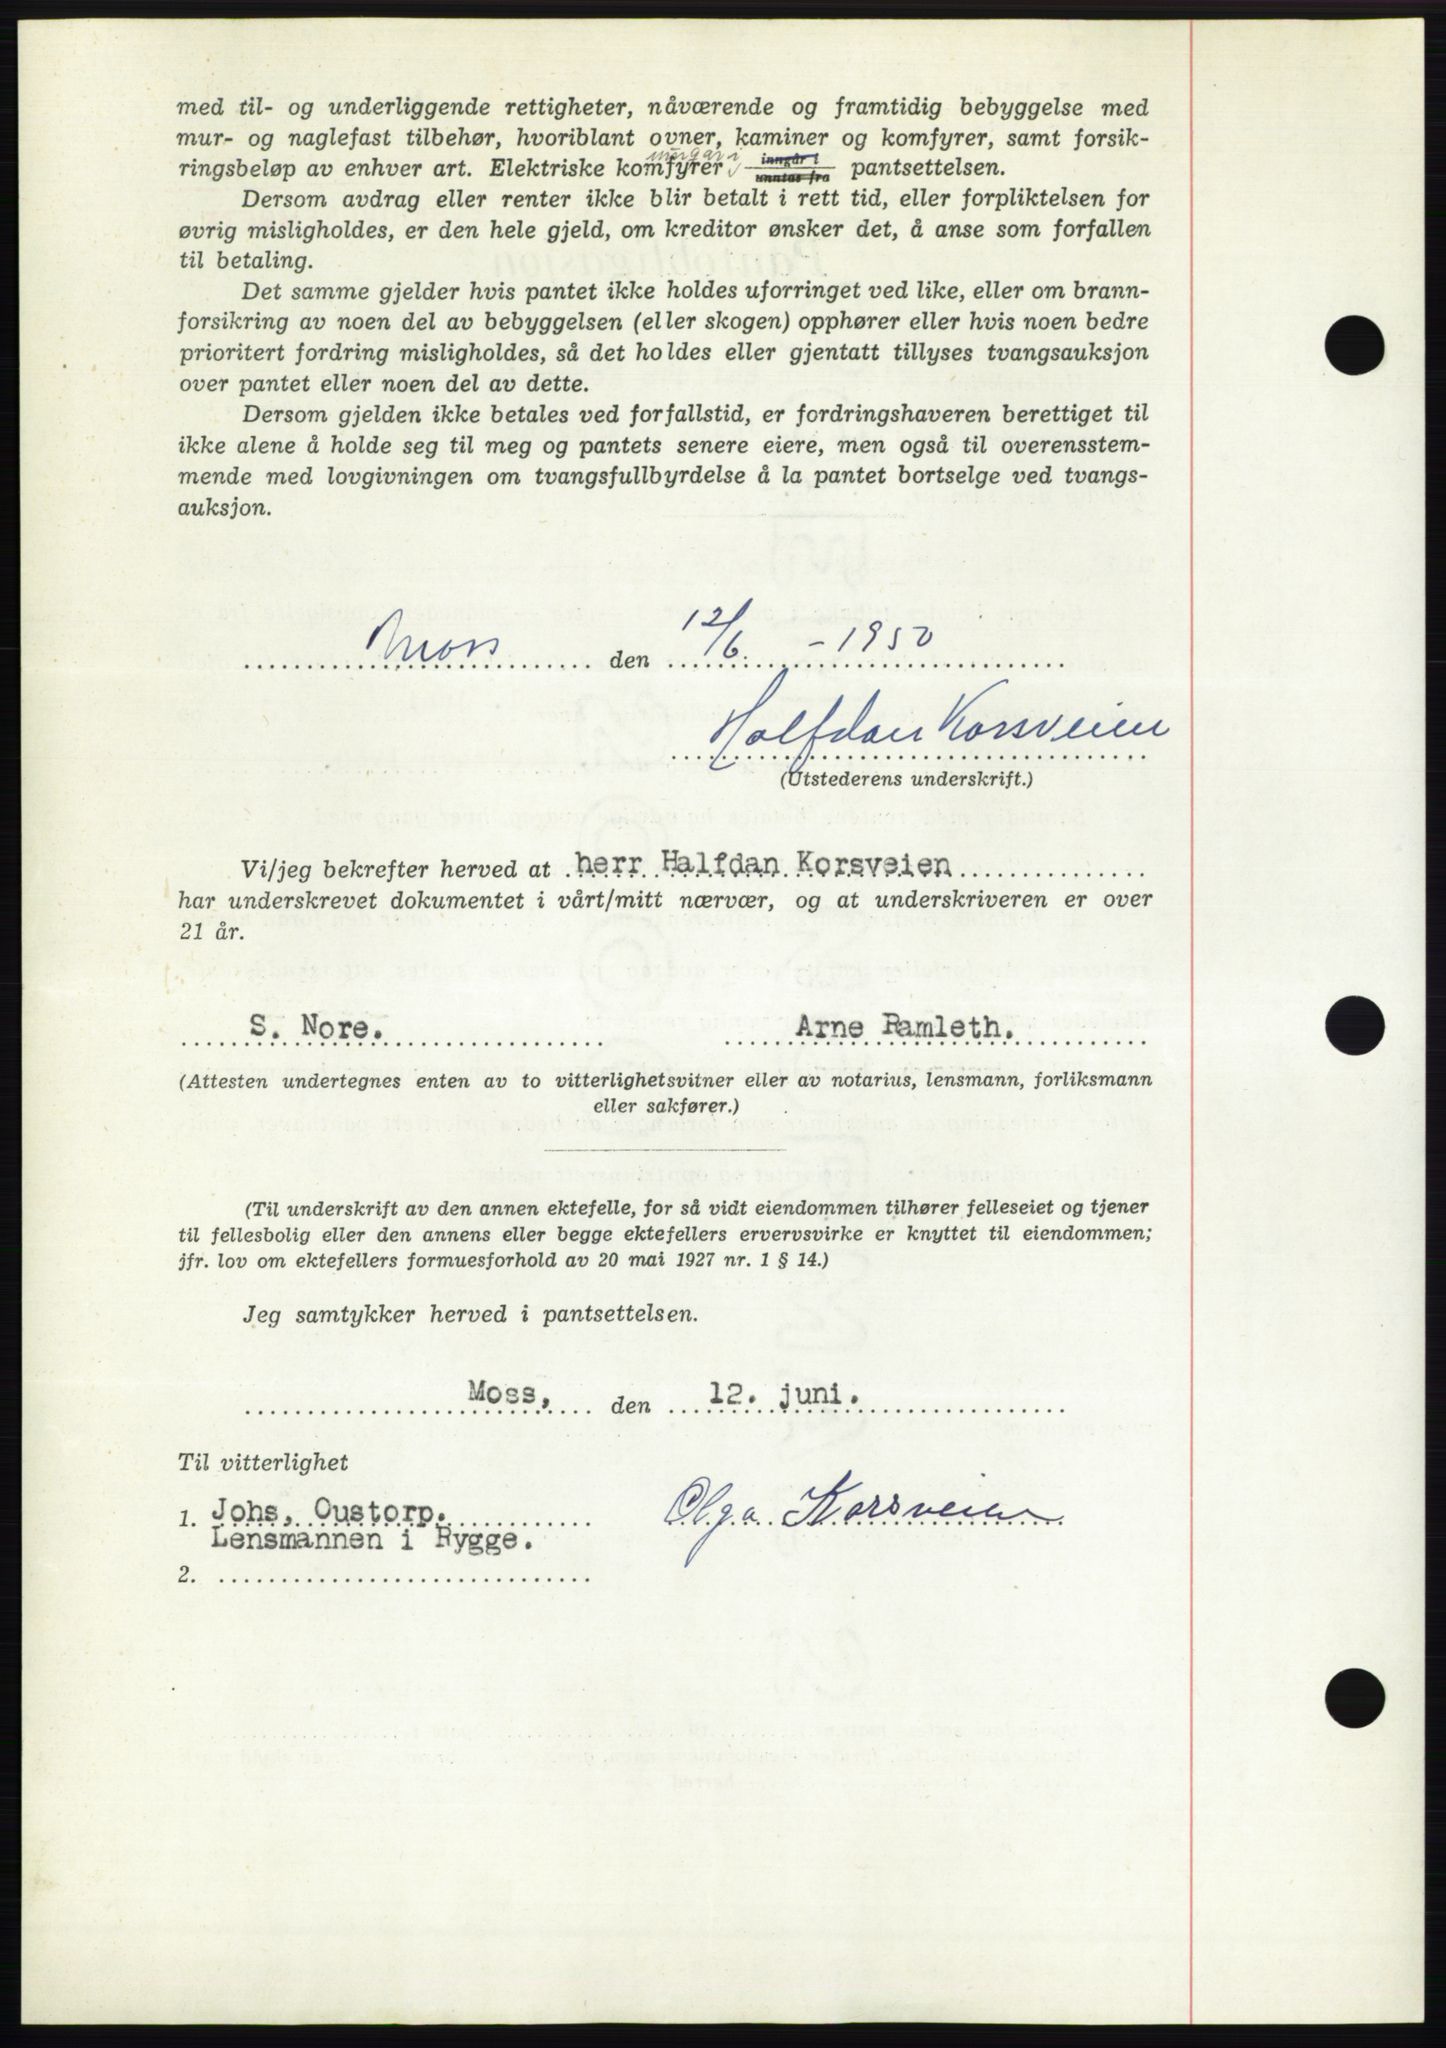 med til- og underliggende rettigheter, nåværende og framtidig bebyggelse med
mur- og naglefast tilbehør, hvoriblant ovner, kaminer og komfyrer, samt forsik-
ringsbeløp av enhver art. Elektriske komfyrer inngår i / unntas fra pantsettelsen.
Dersom avdrag eller renter ikke blir betalt i rett tid, eller forpliktelsen for
øvrig misligholdes, er den hele gjeld, om kreditor ønsker det, å anse som forfallen
til betaling.
Det samme gjelder hvis pantet ikke holdes uforringet ved like, eller om brann-
forsikring av noen del av bebyggelsen (eller skogen) opphører eller hvis noen bedre
prioritert fordring misligholdes, så det holdes eller gjentatt tillyses tvangsauksjon
over pantet eller noen del av dette.
Dersom gjelden ikke betales ved forfallstid, er fordringshaveren berettiget til
ikke alene å holde seg til meg og pantets senere eiere, men også til overensstem-
mende med lovgivningen om tvangsfullbyrdelse å la pantet bortselge ved tvangs-
auksjon.
Moss den 12/6 - 1950
Halfdan Korsveien
(Utstederens underskrift.)
Vi/jeg bekrefter herved at herr Halfdan Korsveien
har underskrevet dokumentet i vårt/mitt nærvær, og at underskriveren er over
21 år.
S. Nore. Arne Ramleth.
(Attesten undertegnes enten av to vitterlighetsvitner eller av notarius, lensmann, forliksmann
eller sakfører.)
(Til underskrift av den annen ektefelle, for så vidt eiendommen tilhører felleseiet og tjener
til fellesbolig eller den annens eller begge ektefellers ervervsvirke er knyttet til eiendommen;
jfr. lov om ektefellers formuesforhold av 20 mai 1927 nr. 1 § 14.)
Jeg samtykker herved i pantsettelsen.
Moss, den 12. juni.
Til vitterlighet
1. Johs, Oustorp. Olga Korsveien
Lensmannen i Rygge.
2.